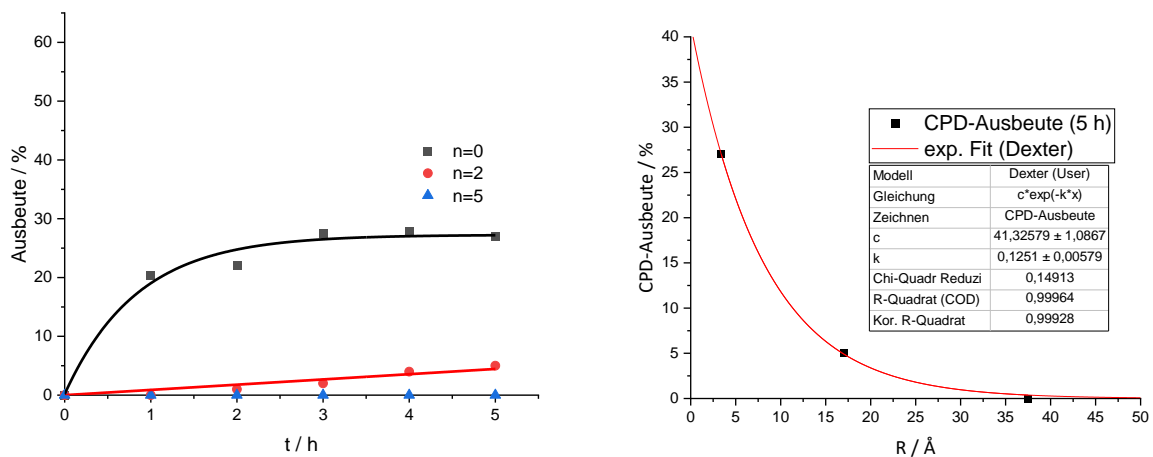 60
50
40
30
20
10
0
Ausbeute / %
n=0
n=2
n=5
0 1 2 3 4 5
t / h
40
35
30
25
20
15
10
5
0
CPD-Ausbeute / %
CPD-Ausbeute (5 h)
exp. Fit (Dexter)
Modell Dexter (User)
Gleichung c*exp(-k*x)
Zeichnen CPD-Ausbeute
c 41,32579 ± 1,0867
k 0,1251 ± 0,00579
Chi-Quadr Reduzi 0,14913
R-Quadrat (COD) 0,99964
Kor. R-Quadrat 0,99928
0 5 10 15 20 25 30 35 40 45 50
R / Å